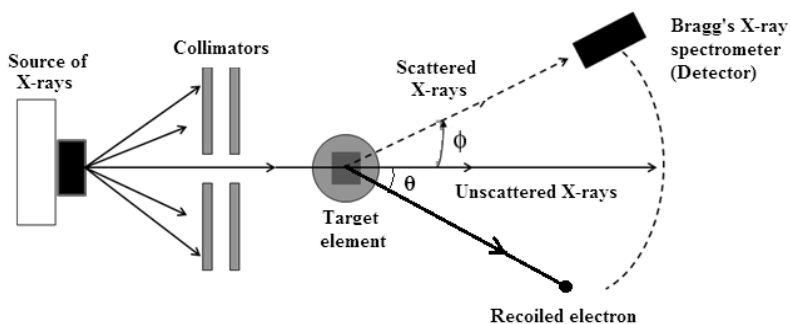 Source of
X-rays
Collimators
Scattered
X-rays
Bragg's X-ray
spectrometer
(Detector)
ϕ
θ
Unscattered X-rays
Target
element
Recoiled electron